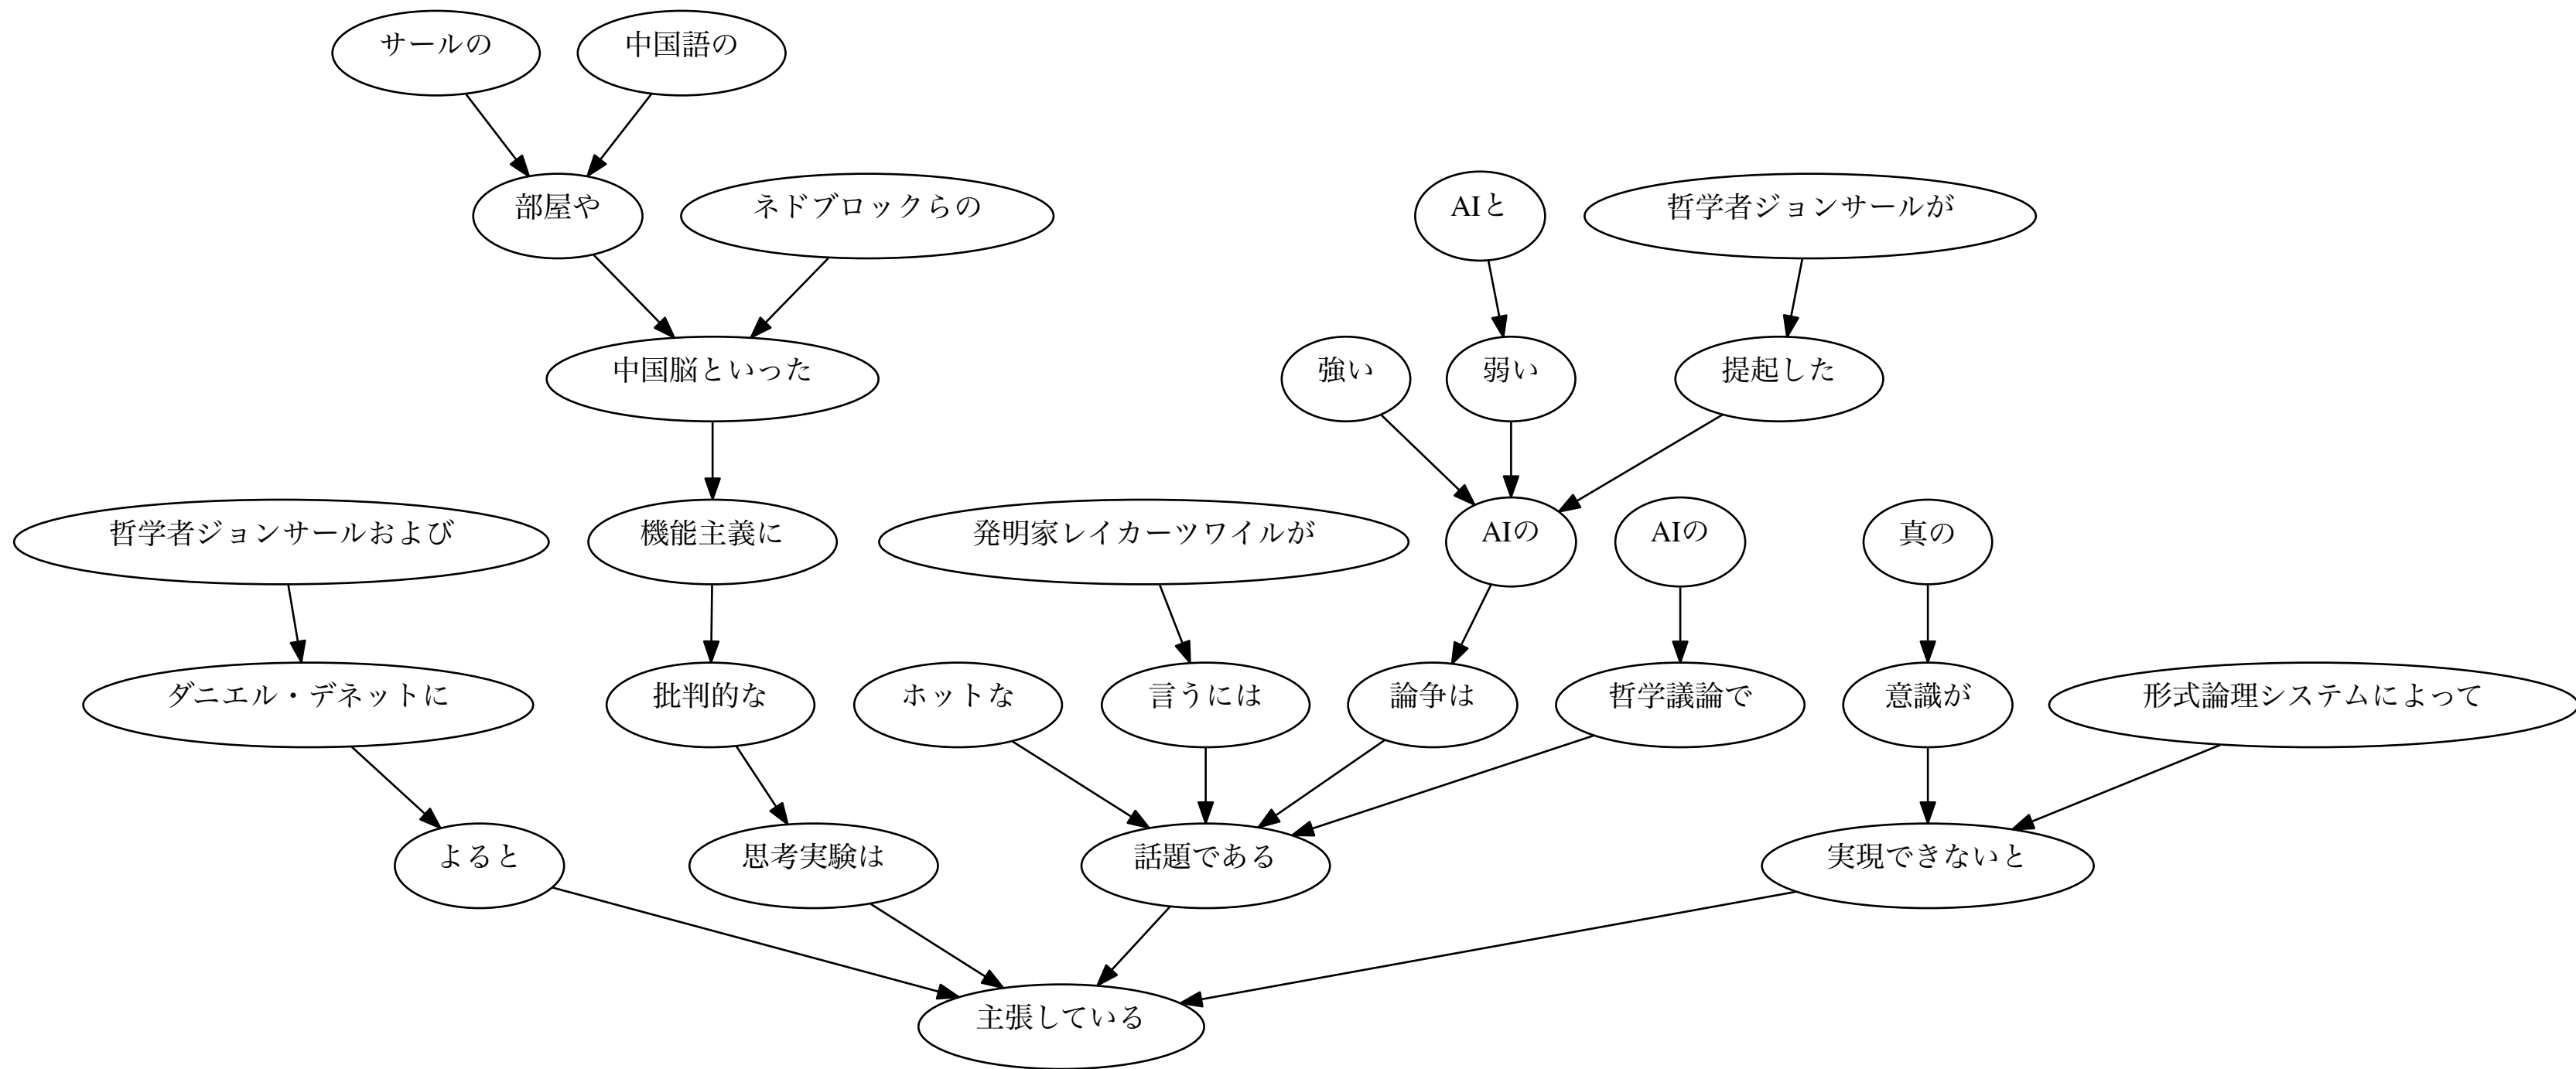 サールの
中国語の
部屋や
ネドブロックらの
AIと
哲学者ジョンサールが
中国脳といった
強い
弱い
提起した
哲学者ジョンサールおよび
機能主義に
発明家レイカーツワイルが
AIの
AIの
真の
ダニエル・デネットに
批判的な
ホットな
言うには
論争は
哲学議論で
意識が
形式論理システムによって
よると
思考実験は
話題である
実現できないと
主張している